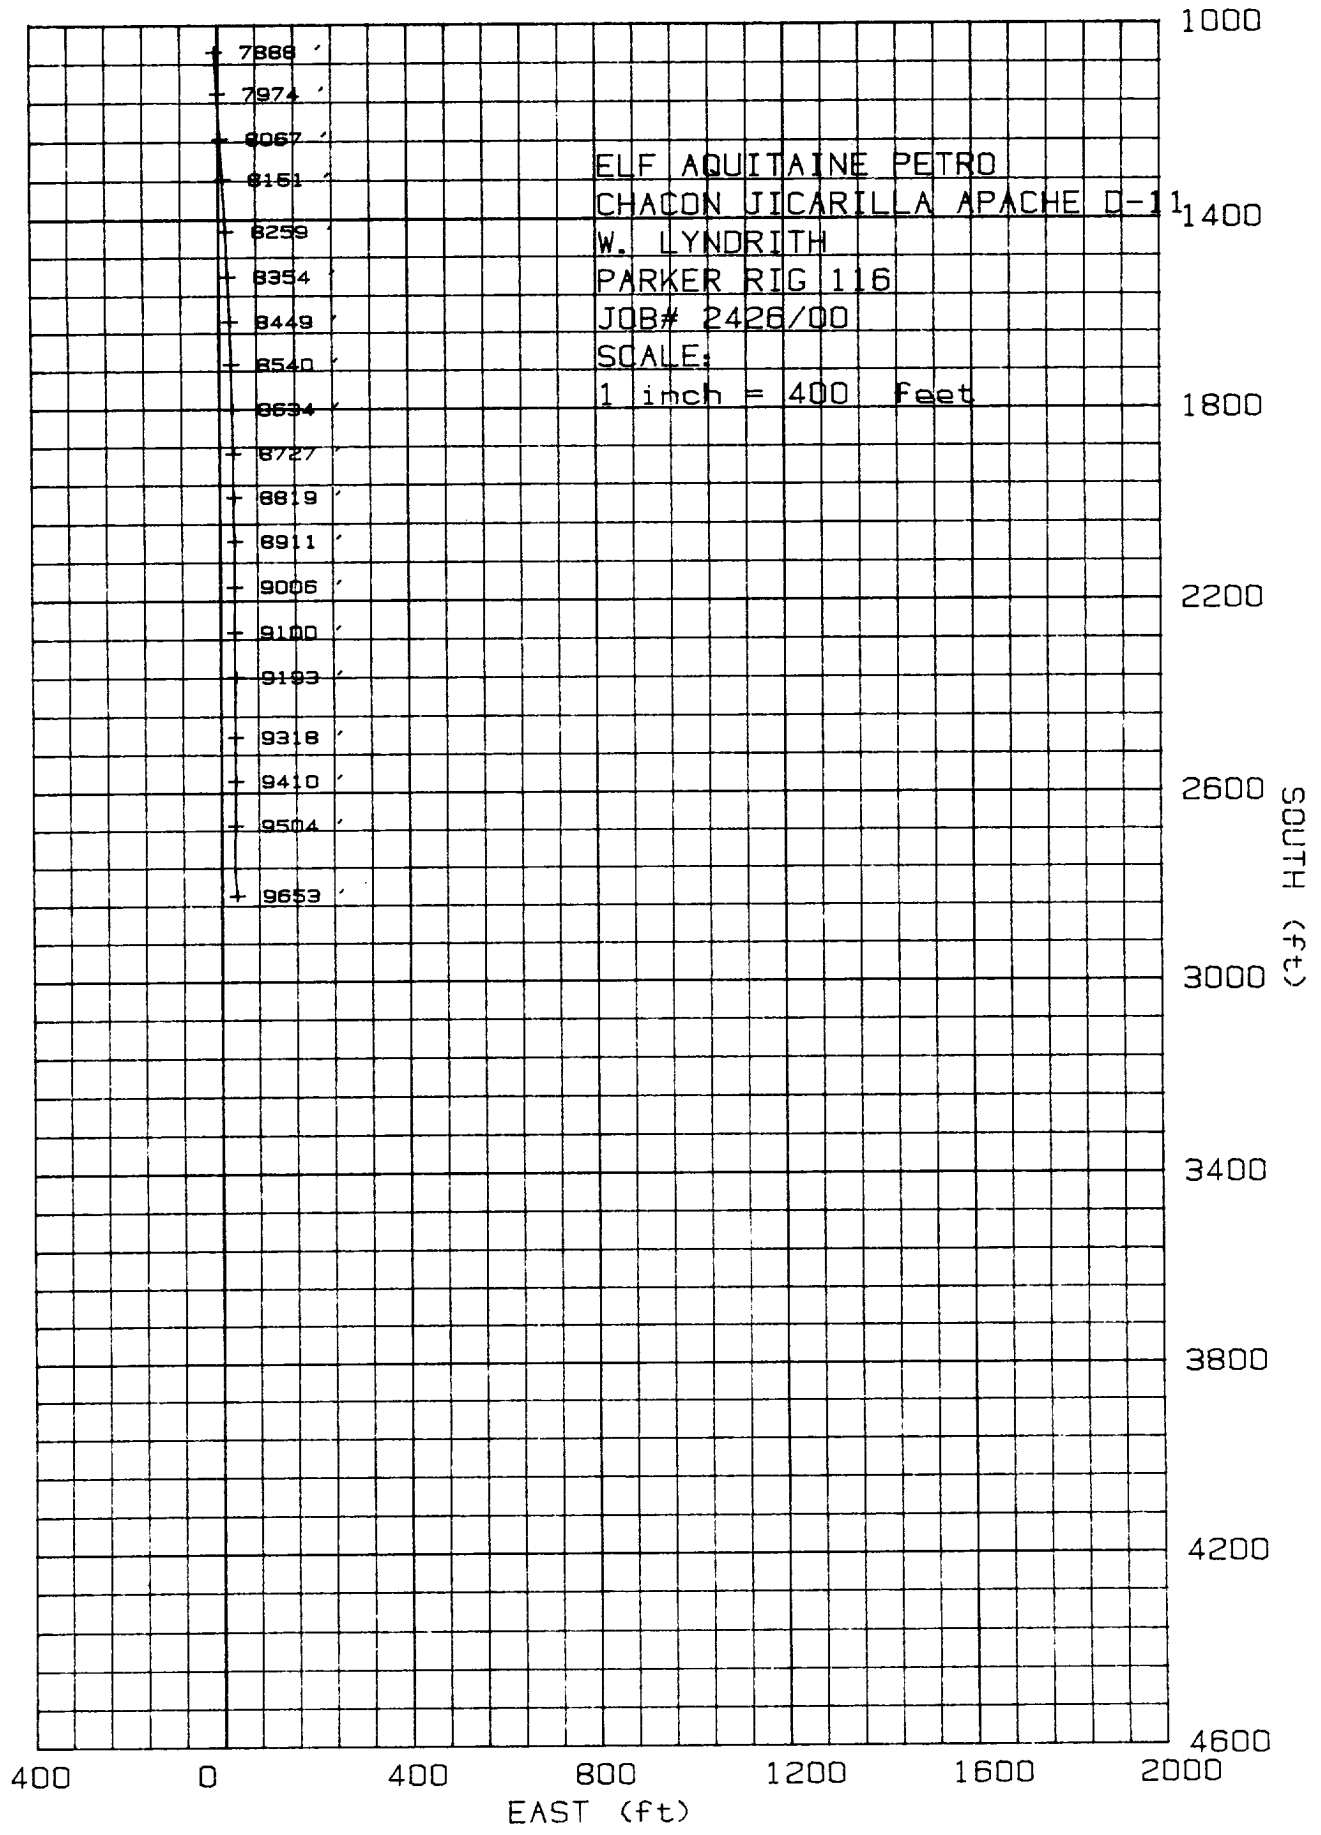 1000
7888 '
7974 '
8067 '
8151 '
8259 '
8354 '
8449 '
8540 '
8634 '
8727 '
8819 '
8911 '
9006 '
9100 '
9193 '
9318 '
9410 '
9504 '
9653 '
ELF AQUITAINE PETRO
CHACON JICARILLA APACHE D-11
W. LYNDRITH
PARKER RIG 116
JOB# 2426/00
SCALE:
1 inch = 400 feet
1400
1800
2200
2600
3000
3400
3800
4200
4600
SOUTH (ft)
400 0 400 800 1200 1600 2000
EAST (ft)